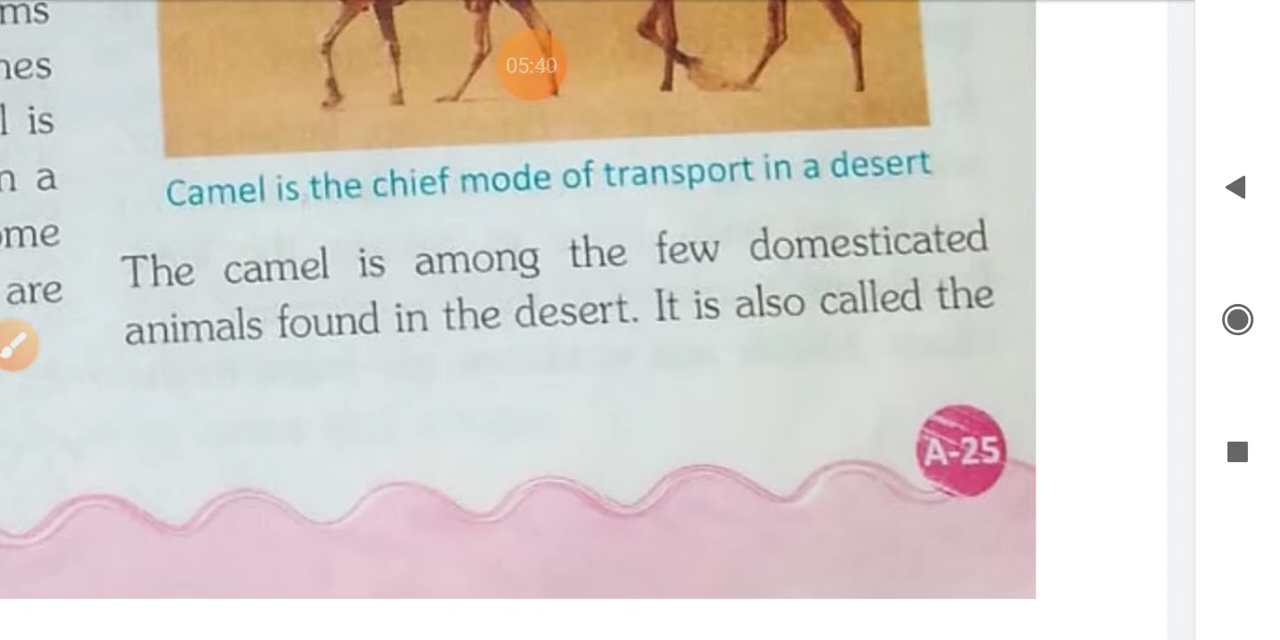 ms
nes
l is
n a
ome
are
05:40
Camel is the chief mode of transport in a desert
The camel is among the few domesticated
animals found in the desert. It is also called the
A-25